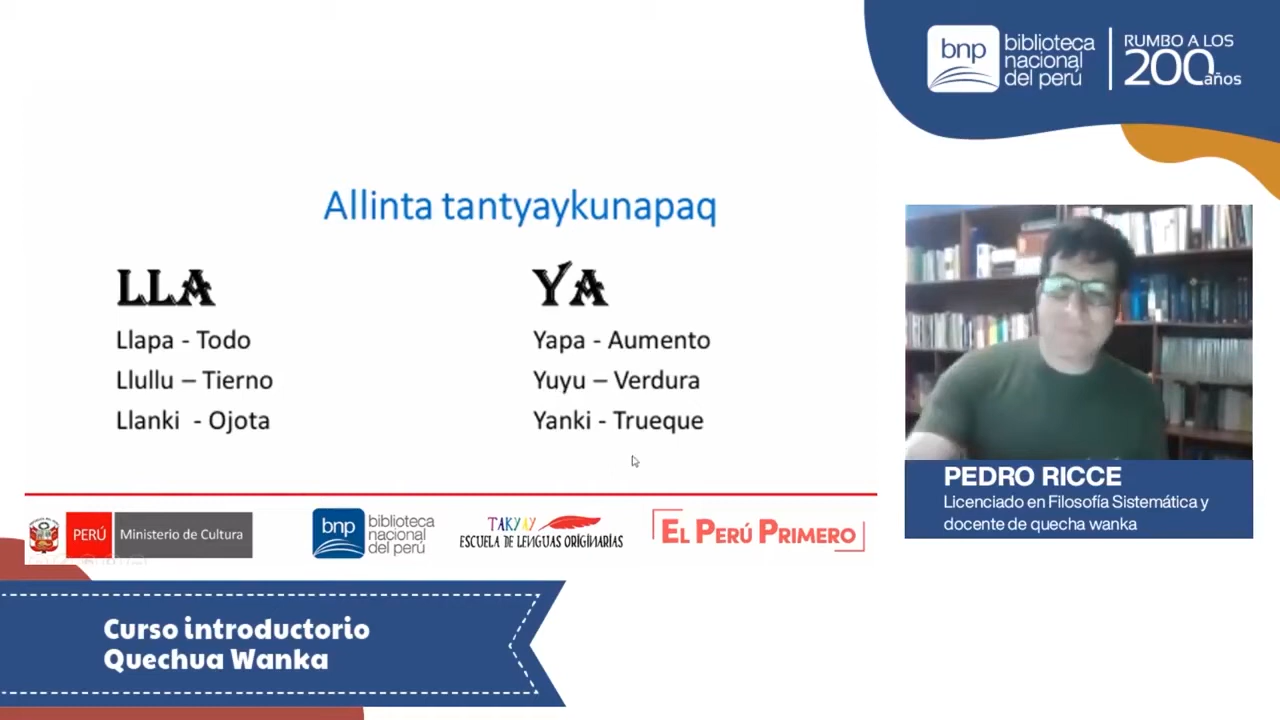 bnp
biblioteca
nacional
del perú
RUMBO A LOS
200 años
Allinta tantyaykunapaq
LLA
Llapa - Todo
Llullu – Tierno
Llanki - Ojota
YA
Yapa - Aumento
Yuyu – Verdura
Yanki - Trueque
PEDRO RICCE
Licenciado en Filosofía Sistemática y
docente de quecha wanka
PERÚ Ministerio de Cultura
bnp
biblioteca
nacional
del perú
TAKYAY
ESCUELA DE LENGUAS ORIGINARIAS
EL PERÚ PRIMERO
Curso introductorio
Quechua Wanka